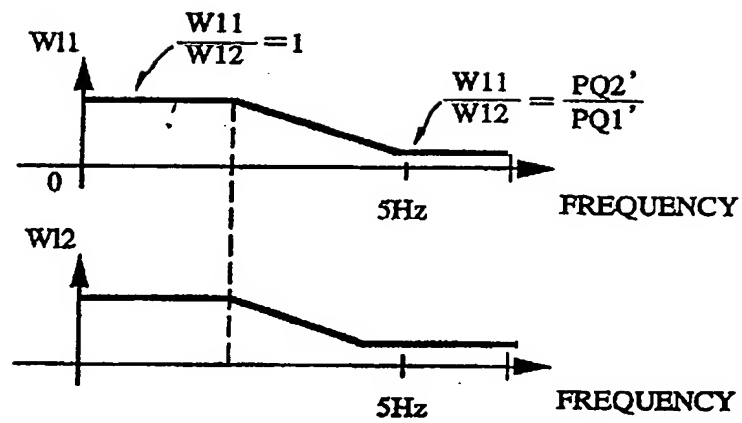 W11
W11
W12 = 1
W11
W12 = PQ2'
PQ1'
0
5Hz
FREQUENCY
W12
5Hz
FREQUENCY